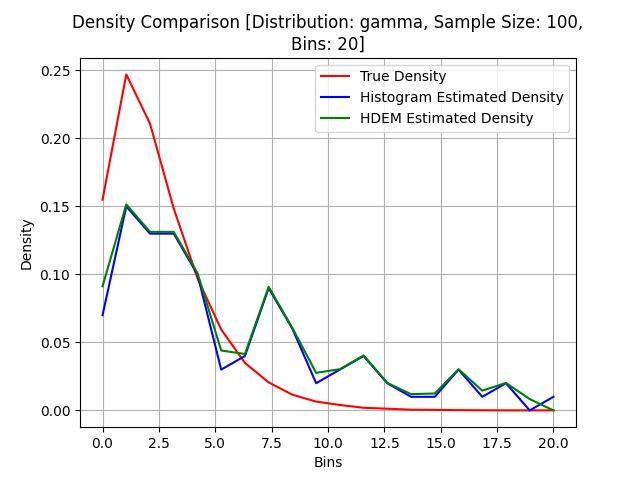 Density Comparison [Distribution: gamma, Sample Size: 100,
Bins: 20]
True Density
Histogram Estimated Density
HDEM Estimated Density
Density
0.25
0.20
0.15
0.10
0.05
0.00
0.0 2.5 5.0 7.5 10.0 12.5 15.0 17.5 20.0
Bins